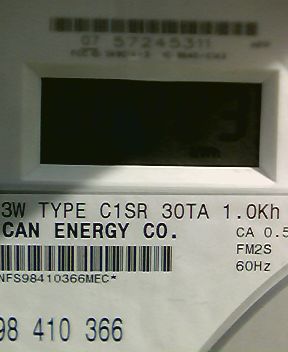 07 57245311
3W TYPE C1SR 30TA 1.0Kh
CAN ENERGY CO.
CA 0.5
FM2S
60Hz
NFS98410366MEC*
98 410 366